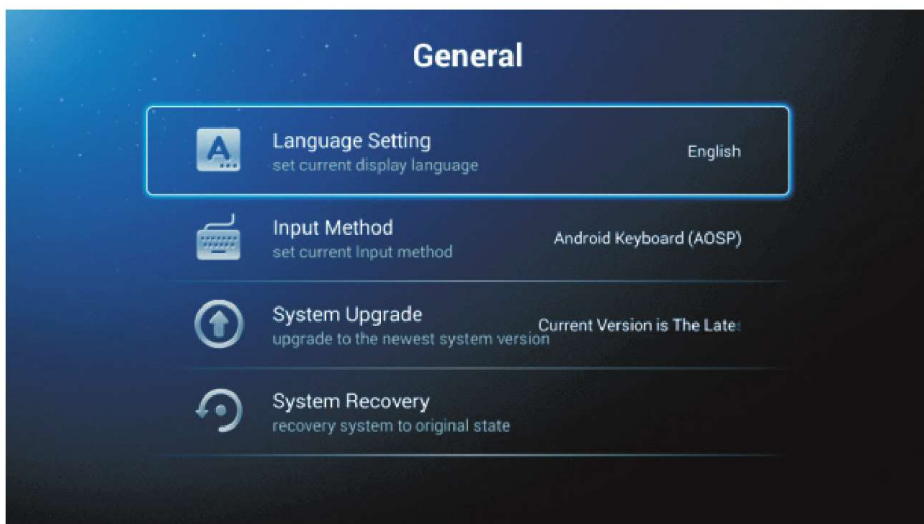 General
Language Setting
set current display language
English
Input Method
set current Input method
Android Keyboard (AOSP)
System Upgrade
upgrade to the newest system version
Current Version is The Late
System Recovery
recovery system to original state